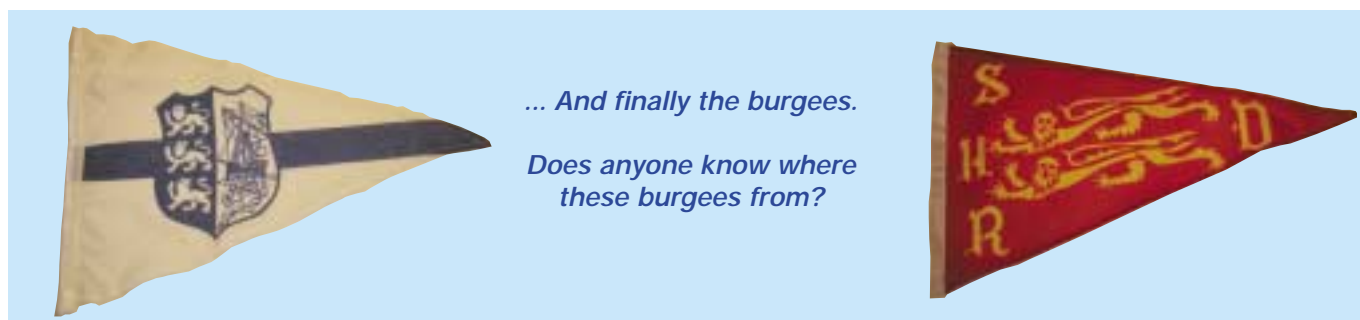 ... And finally the burgees.
Does anyone know where
these burgees from?
S
H
R
D